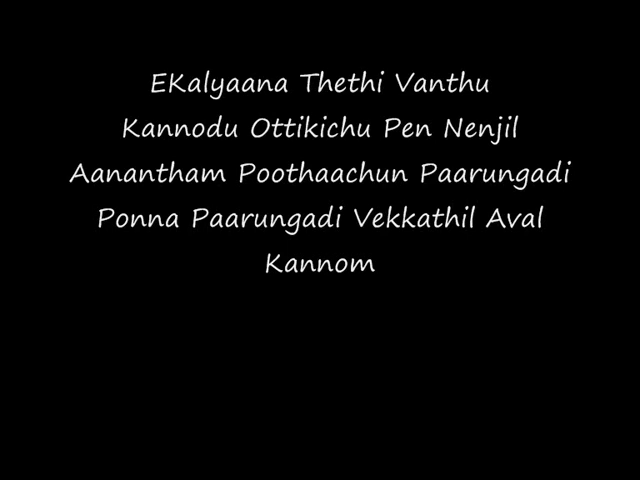 EKalyaana Thethi Vanthu
Kannodu Ottikichu Pen Nenjil
Aanantham Poothaachun Paarungadi
Ponna Paarungadi Vekkathil Aval
Kannom